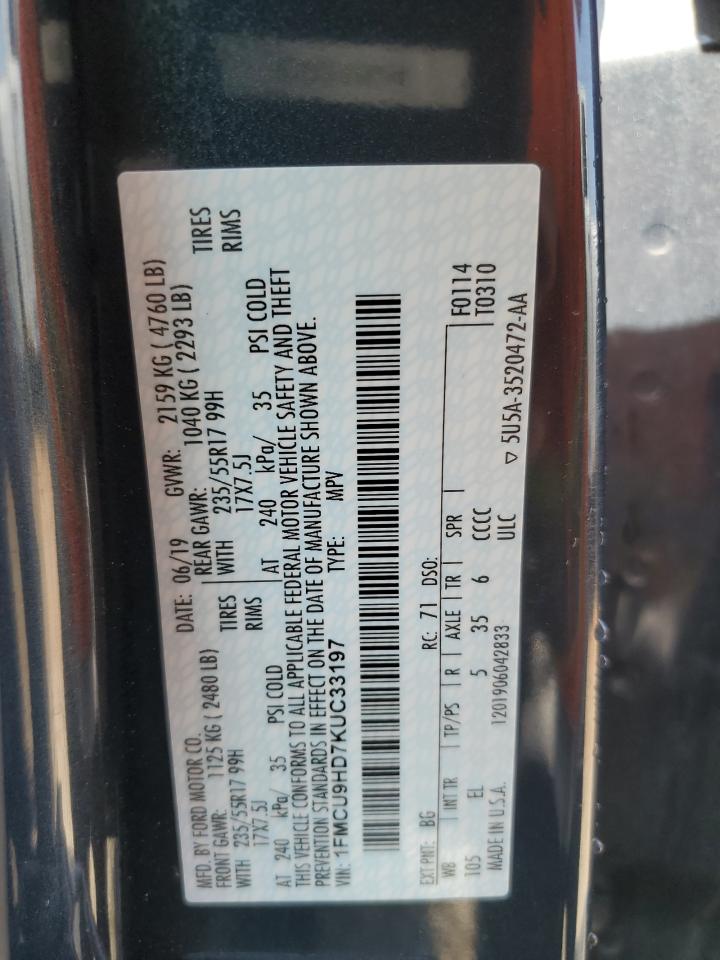 MFD. BY FORD MOTOR CO.
DATE: 06/19 GVWR: 2159 KG ( 4760 LB)
FRONT GAWR: 1125 KG ( 2480 LB)
REAR GAWR: 1040 KG ( 2293 LB)
WITH 235/55R17 99H TIRES
WITH 235/55R17 99H TIRES
17X7.5J RIMS
17X7.5J RIMS
AT 240 kPa/ 35 PSI COLD
AT 240 kPa/ 35 PSI COLD
THIS VEHICLE CONFORMS TO ALL APPLICABLE FEDERAL MOTOR VEHICLE SAFETY AND THEFT
PREVENTION STANDARDS IN EFFECT ON THE DATE OF MANUFACTURE SHOWN ABOVE.
VIN: 1FMCU9HD7KUC33197 TYPE: MPV
EXT PNT: BG RC: 71 DSO:
WB INT TR TP/PS R AXLE TR SPR F0114
T0310
105 EL 5 35 6 CCCC
MADE IN U.S.A. 1201906042833 ULC
▽ 5U5A-3520472-AA